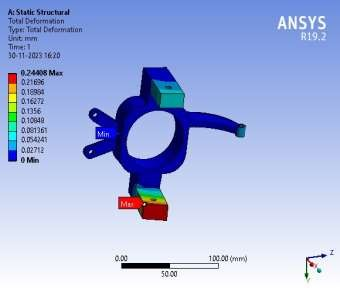 A: Static Structural
Total Deformation
Type: Total Deformation
Unit: mm
Time: 1
30-11-2023 16:20
ANSYS
R19.2
0.24408 Max
0.21696
0.18984
0.16272
0.1356
0.10848
0.081361
0.054241
0.02712
0 Min
Min
Max
0.00
100.00 (mm)
50.00
Z
X
Y